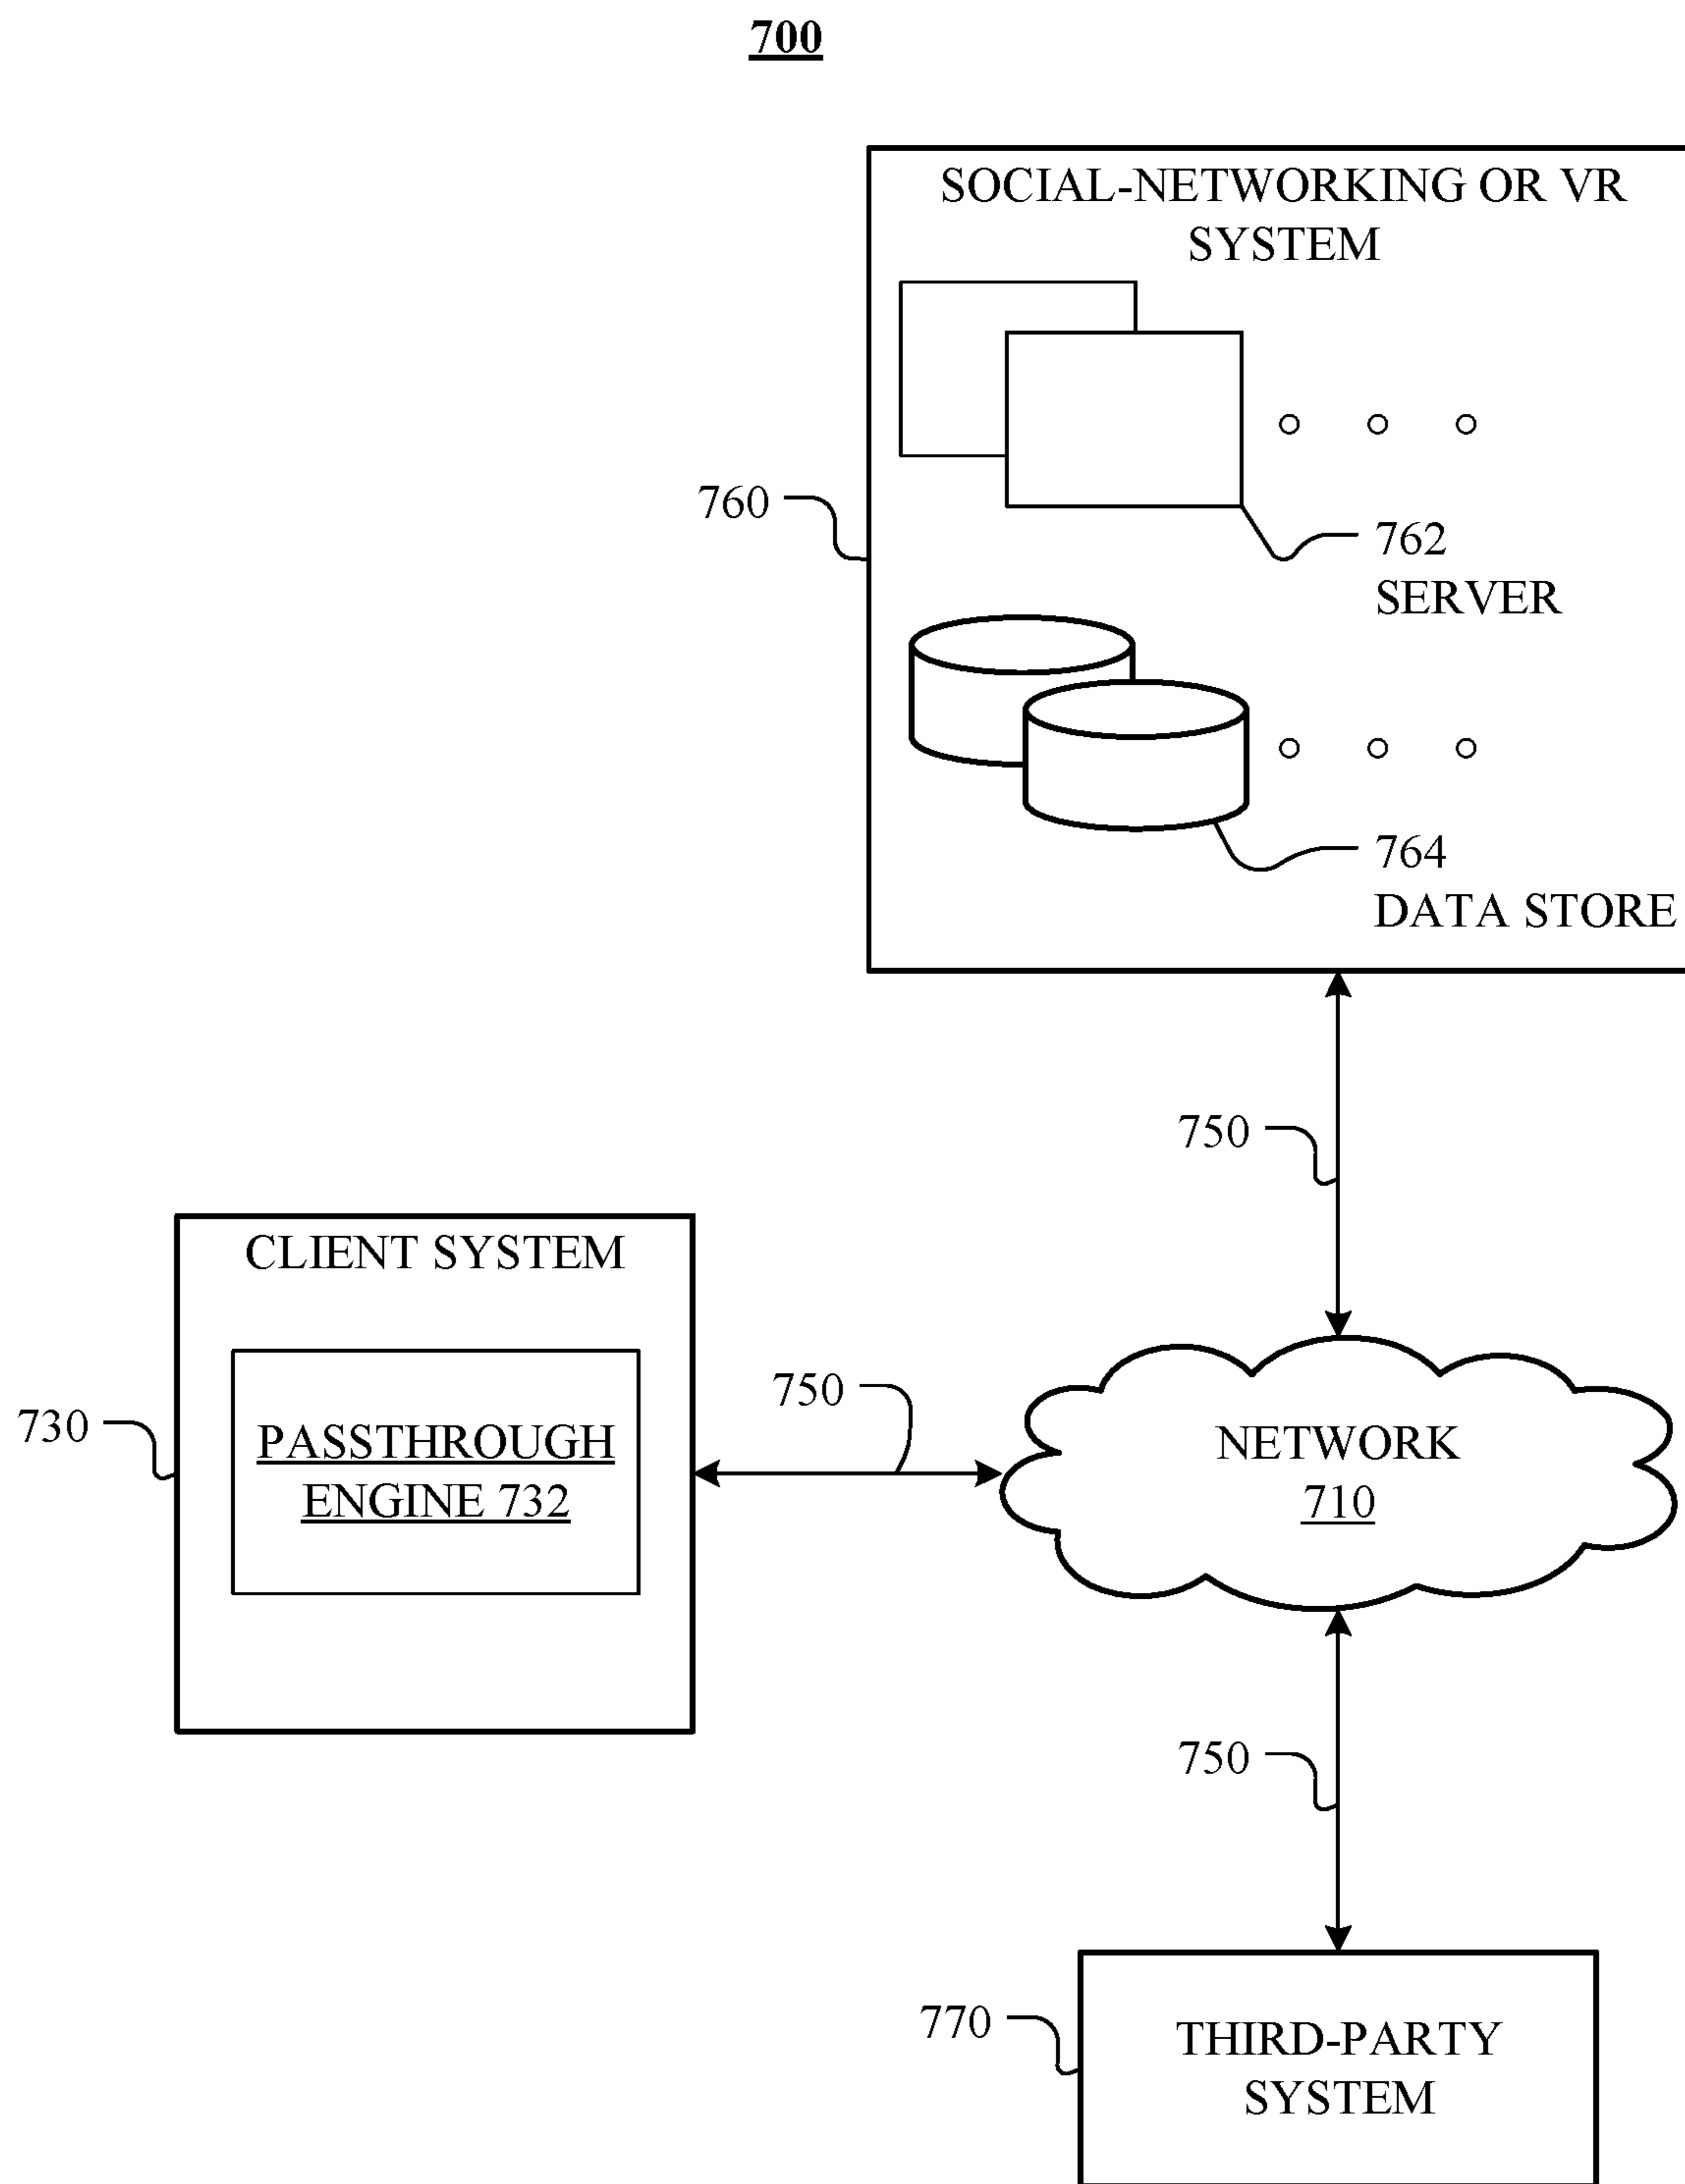 700
SOCIAL-NETWORKING OR VR
SYSTEM
760
762
SERVER
764
DATA STORE
750
CLIENT SYSTEM
730
PASSTHROUGH
ENGINE 732
750
NETWORK
710
750
770
THIRD-PARTY
SYSTEM